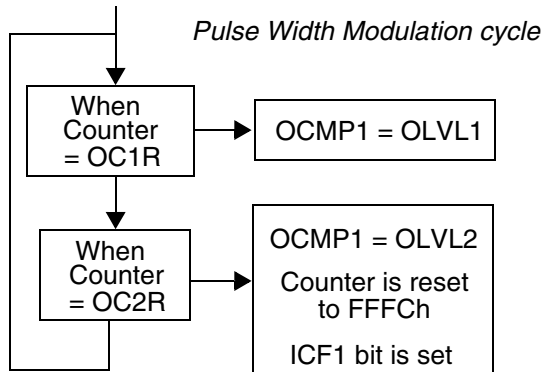 Pulse Width Modulation cycle
When
Counter
= OC1R
OCMP1 = OLVL1
When
Counter
= OC2R
OCMP1 = OLVL2
Counter is reset
to FFFCh
ICF1 bit is set